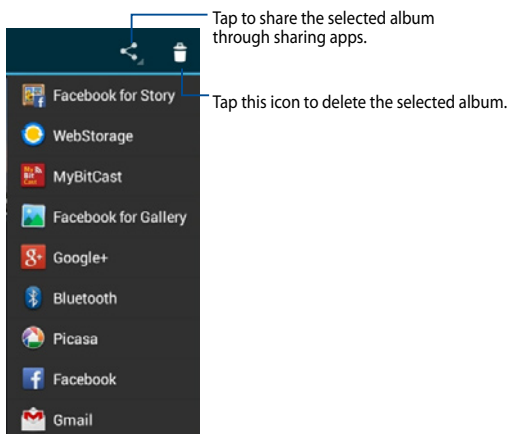 Tap to share the selected album
through sharing apps.
Tap this icon to delete the selected album.
Facebook for Story
WebStorage
MyBitCast
Facebook for Gallery
Google+
Bluetooth
Picasa
Facebook
Gmail